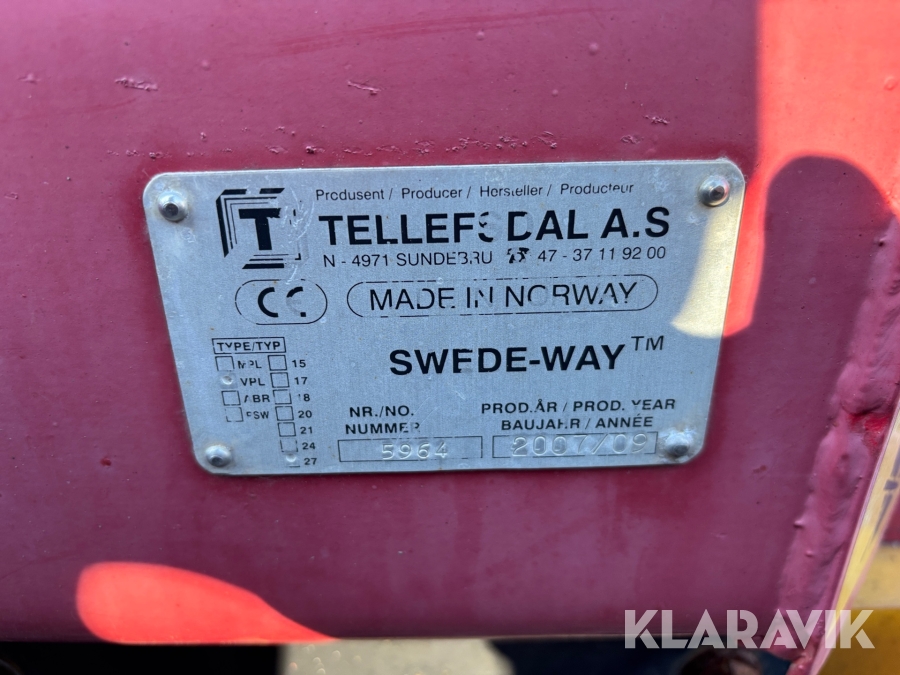 Produsent / Producer / Hersteller / Producteur
T TELLEFSDAL A.S
N - 4971 SUNDEBRU ☎ 47 - 37 11 92 00
CE MADE IN NORWAY
SWEDE-WAY™
TYPE/TYP
MPL 15
VPL 17
ABR 18
PSW 20
21
24
27
NR./NO.
NUMMER
5964
PROD.ÅR / PROD. YEAR
BAUJAHR / ANNÉE
2007/09
KLARAVIK